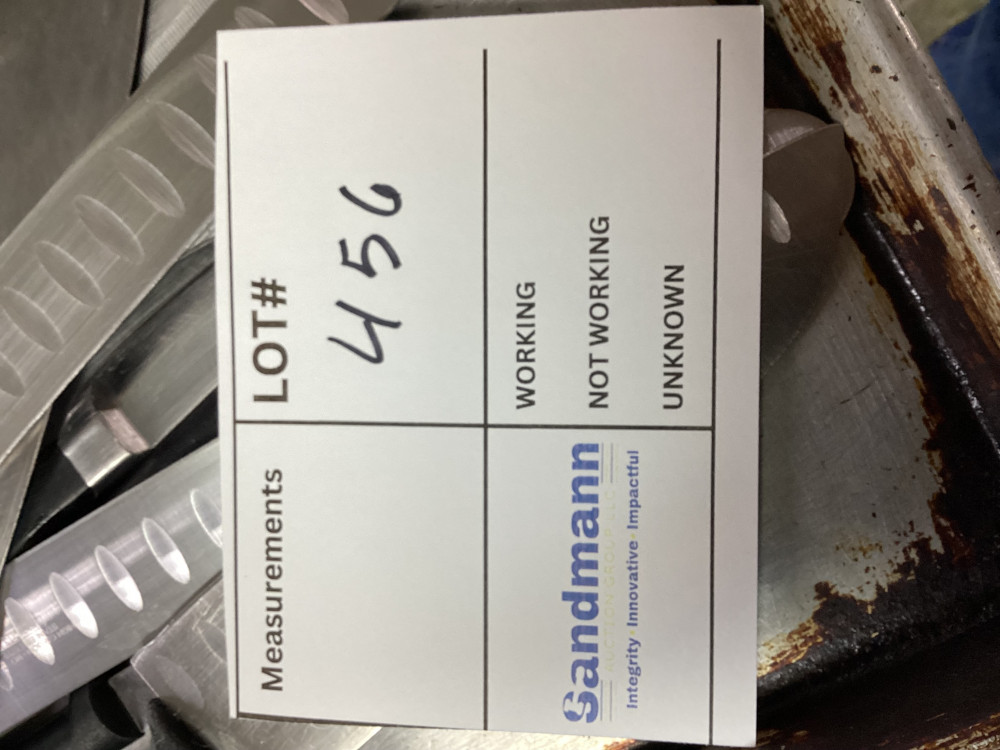 Measurements
LOT#
456
Sandmann
Integrity · Innovative · Impactful
WORKING
NOT WORKING
UNKNOWN